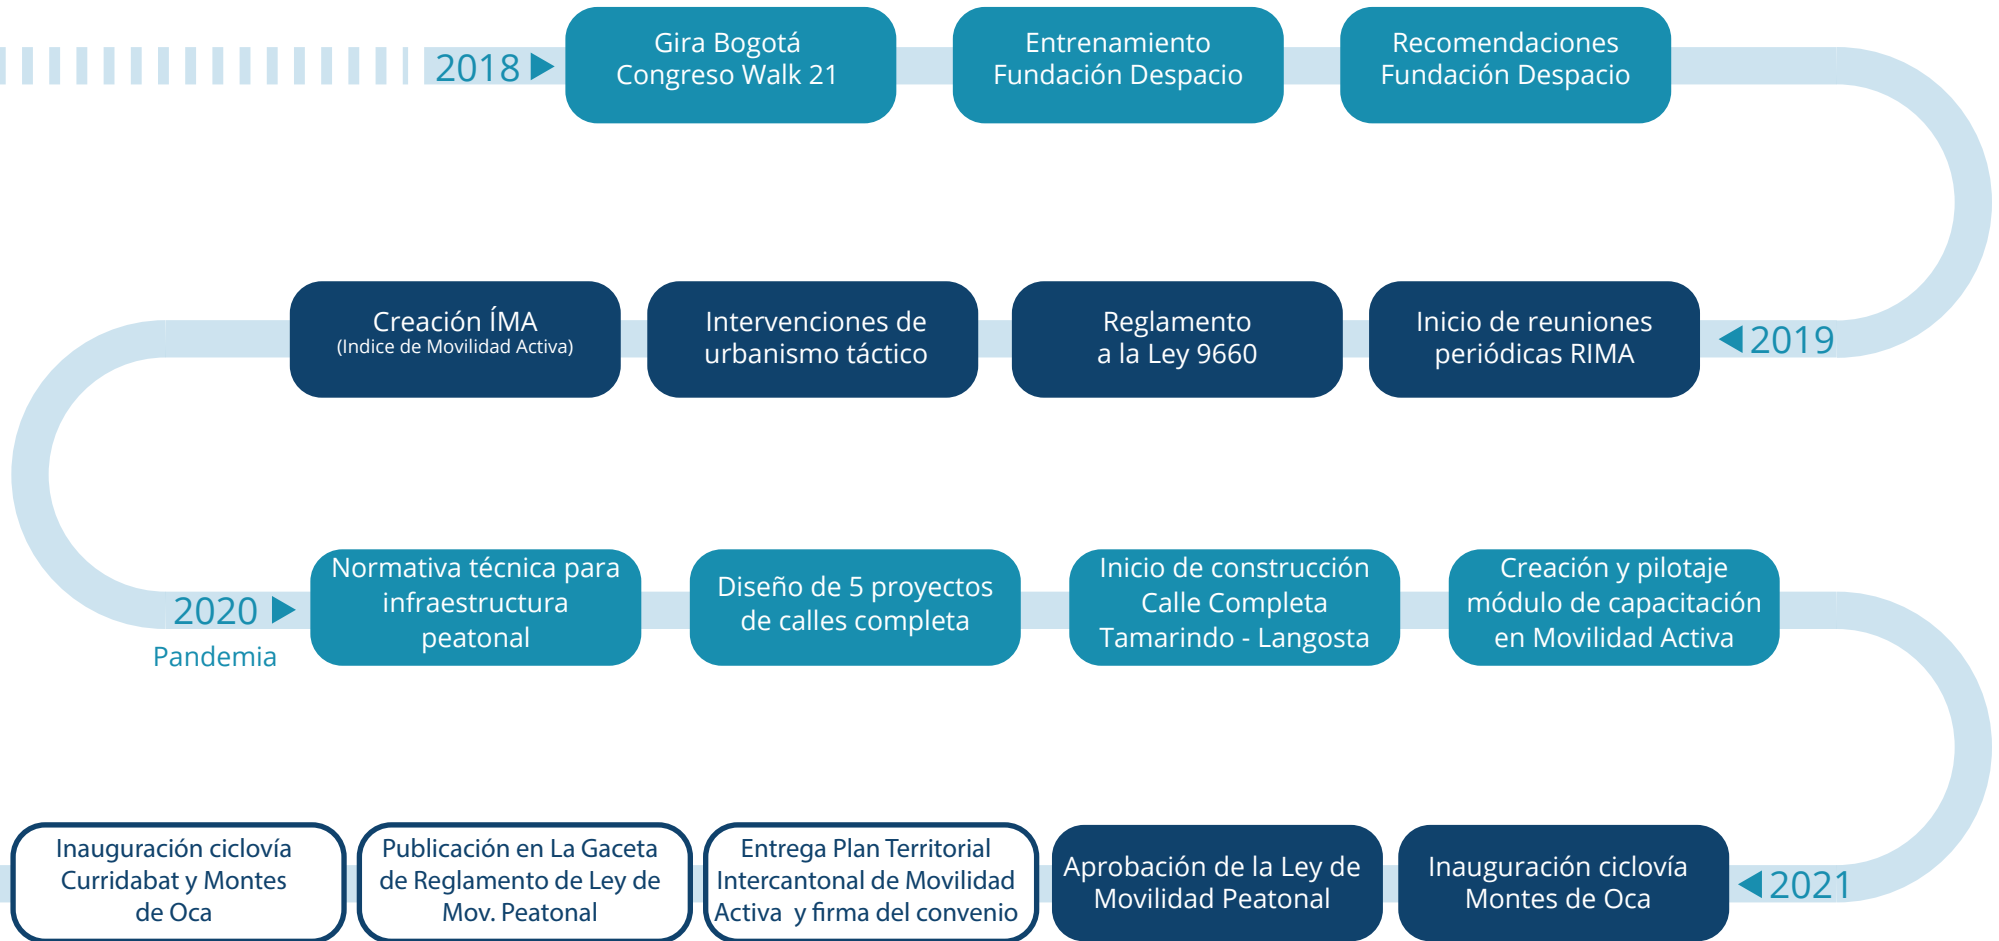 2018
Gira Bogotá
Congreso Walk 21
Entrenamiento
Fundación Despacio
Recomendaciones
Fundación Despacio
2019
Inicio de reuniones
periódicas RIMA
Reglamento
a la Ley 9660
Intervenciones de
urbanismo táctico
Creación ÍMA
(Indice de Movilidad Activa)
2020
Pandemia
Normativa técnica para
infraestructura
peatonal
Diseño de 5 proyectos
de calles completa
Inicio de construcción
Calle Completa
Tamarindo - Langosta
Creación y pilotaje
módulo de capacitación
en Movilidad Activa
2021
Inauguración ciclovía
Montes de Oca
Aprobación de la Ley de
Movilidad Peatonal
Entrega Plan Territorial
Intercantonal de Movilidad
Activa y firma del convenio
Publicación en La Gaceta
de Reglamento de Ley de
Mov. Peatonal
Inauguración ciclovía
Curridabat y Montes
de Oca